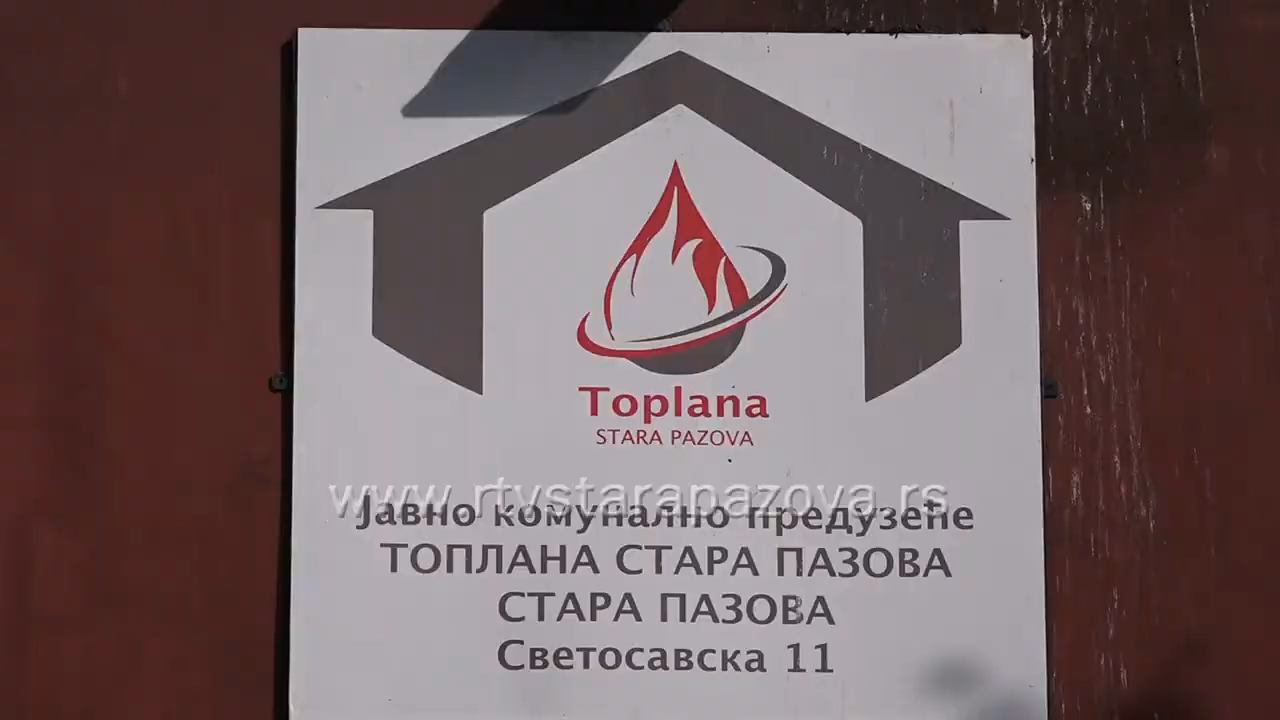 Toplana
STARA PAZOVA
www.rtvstarapazova.rs
Јавно комунално предузеће
ТОПЛАНА СТАРА ПАЗОВА
СТАРА ПАЗОВА
Светосавска 11